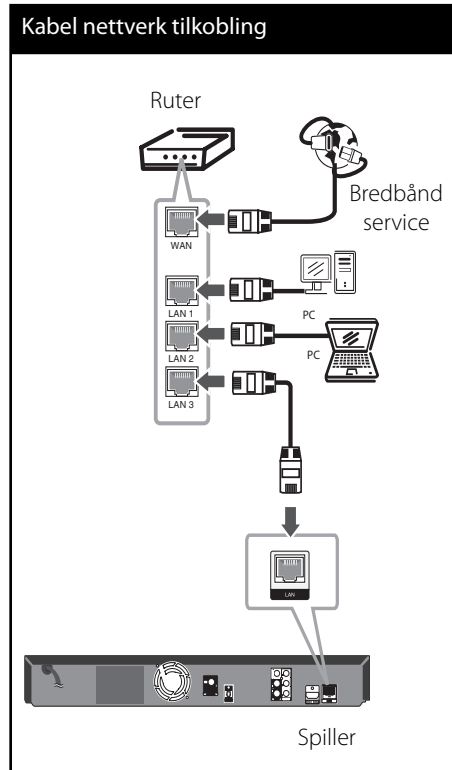 Kabel nettverk tilkobling
Ruter
Bredbånd
service
WAN
LAN 1
PC
LAN 2
PC
LAN 3
LAN
Spiller